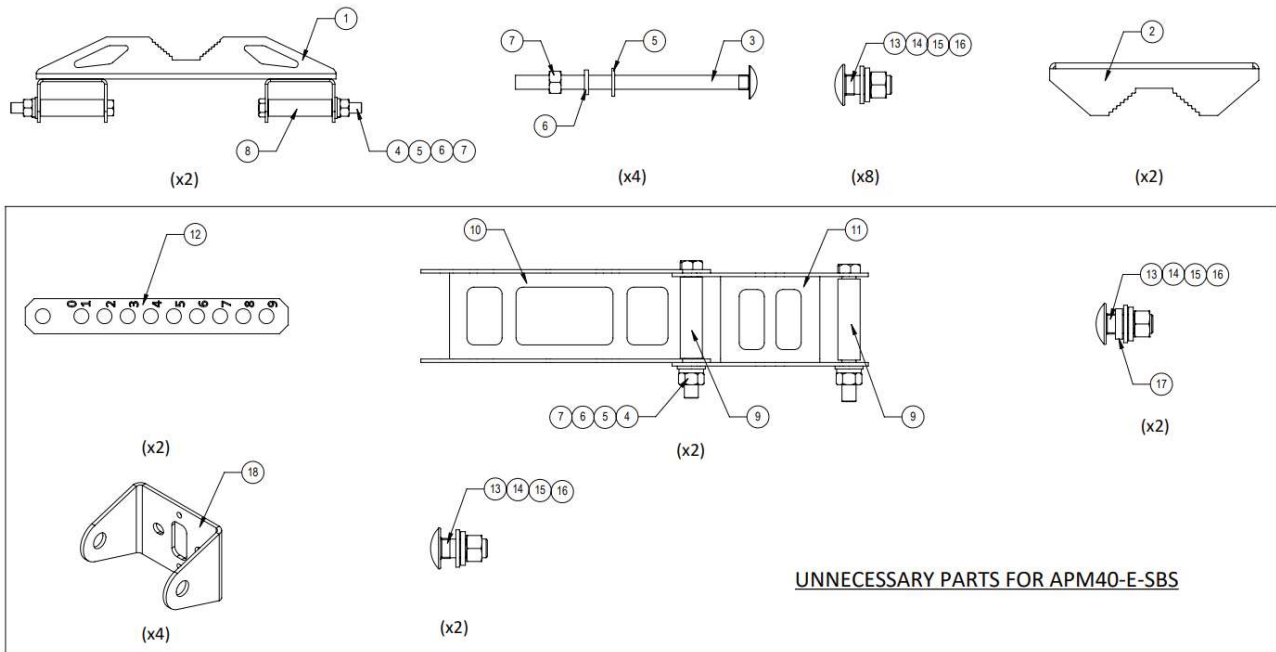 1
8
4 5 6 7
(x2)
7
5
3
6
(x4)
13 14 15 16
(x8)
2
(x2)
12
0 1 2 3 4 5 6 7 8 9
(x2)
10
11
7 6 5 4
9
9
(x2)
13 14 15 16
17
(x2)
18
(x4)
13 14 15 16
(x2)
UNNECESSARY PARTS FOR APM40-E-SBS